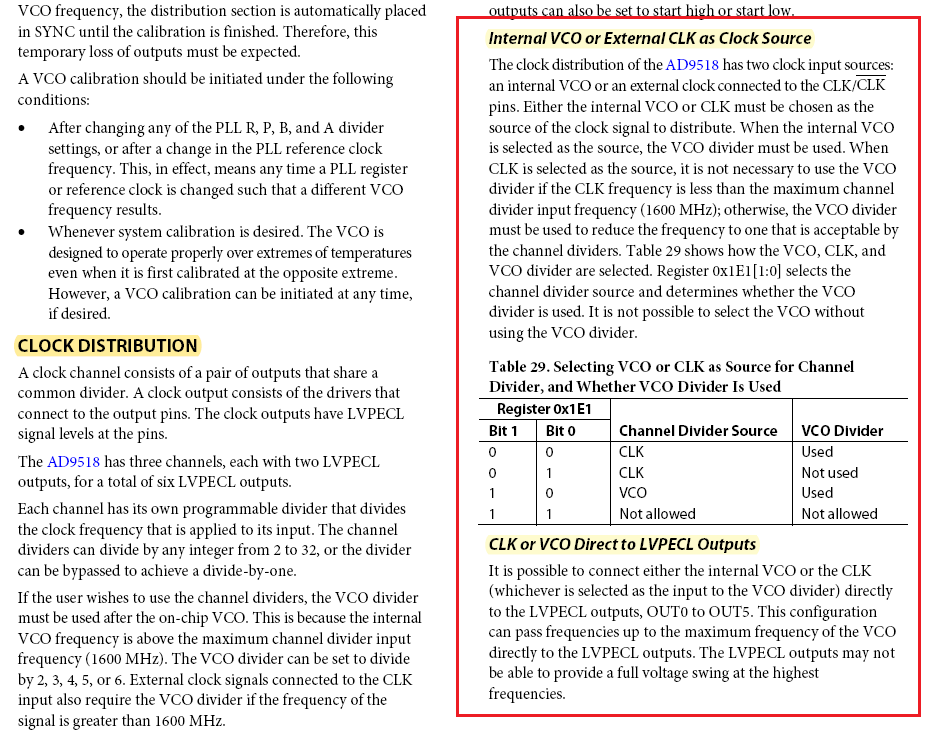 VCO frequency, the distribution section is automatically placed
in SYNC until the calibration is finished. Therefore, this
temporary loss of outputs must be expected.
A VCO calibration should be initiated under the following
conditions:
• After changing any of the PLL R, P, B, and A divider
settings, or after a change in the PLL reference clock
frequency. This, in effect, means any time a PLL register
or reference clock is changed such that a different VCO
frequency results.
• Whenever system calibration is desired. The VCO is
designed to operate properly over extremes of temperatures
even when it is first calibrated at the opposite extreme.
However, a VCO calibration can be initiated at any time,
if desired.
CLOCK DISTRIBUTION
A clock channel consists of a pair of outputs that share a
common divider. A clock output consists of the drivers that
connect to the output pins. The clock outputs have LVPECL
signal levels at the pins.
The AD9518 has three channels, each with two LVPECL
outputs, for a total of six LVPECL outputs.
Each channel has its own programmable divider that divides
the clock frequency that is applied to its input. The channel
dividers can divide by any integer from 2 to 32, or the divider
can be bypassed to achieve a divide-by-one.
If the user wishes to use the channel dividers, the VCO divider
must be used after the on-chip VCO. This is because the internal
VCO frequency is above the maximum channel divider input
frequency (1600 MHz). The VCO divider can be set to divide
by 2, 3, 4, 5, or 6. External clock signals connected to the CLK
input also require the VCO divider if the frequency of the
signal is greater than 1600 MHz.
outputs can also be set to start high or start low.
Internal VCO or External CLK as Clock Source
The clock distribution of the AD9518 has two clock input sources:
an internal VCO or an external clock connected to the CLK/C̅L̅K̅
pins. Either the internal VCO or CLK must be chosen as the
source of the clock signal to distribute. When the internal VCO
is selected as the source, the VCO divider must be used. When
CLK is selected as the source, it is not necessary to use the VCO
divider if the CLK frequency is less than the maximum channel
divider input frequency (1600 MHz); otherwise, the VCO divider
must be used to reduce the frequency to one that is acceptable by
the channel dividers. Table 29 shows how the VCO, CLK, and
VCO divider are selected. Register 0x1E1[1:0] selects the
channel divider source and determines whether the VCO
divider is used. It is not possible to select the VCO without
using the VCO divider.
Table 29. Selecting VCO or CLK as Source for Channel
Divider, and Whether VCO Divider Is Used
Register 0x1E1
Bit 1 Bit 0 Channel Divider Source VCO Divider
0 0 CLK Used
0 1 CLK Not used
1 0 VCO Used
1 1 Not allowed Not allowed
CLK or VCO Direct to LVPECL Outputs
It is possible to connect either the internal VCO or the CLK
(whichever is selected as the input to the VCO divider) directly
to the LVPECL outputs, OUT0 to OUT5. This configuration
can pass frequencies up to the maximum frequency of the VCO
directly to the LVPECL outputs. The LVPECL outputs may not
be able to provide a full voltage swing at the highest
frequencies.